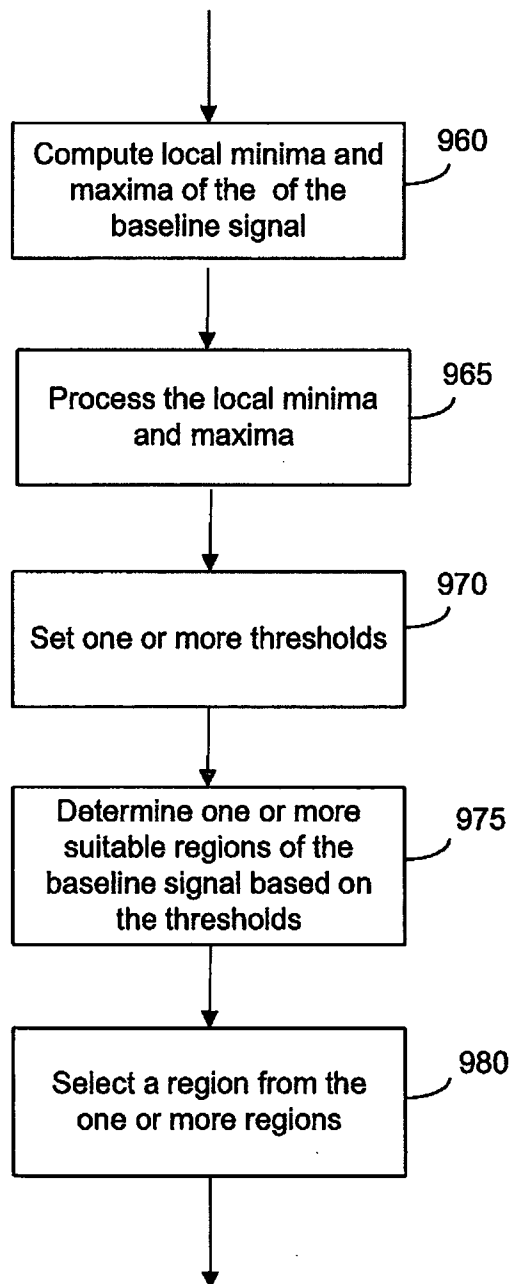 960
Compute local minima and
maxima of the of the
baseline signal
965
Process the local minima
and maxima
970
Set one or more thresholds
975
Determine one or more
suitable regions of the
baseline signal based on
the thresholds
980
Select a region from the
one or more regions